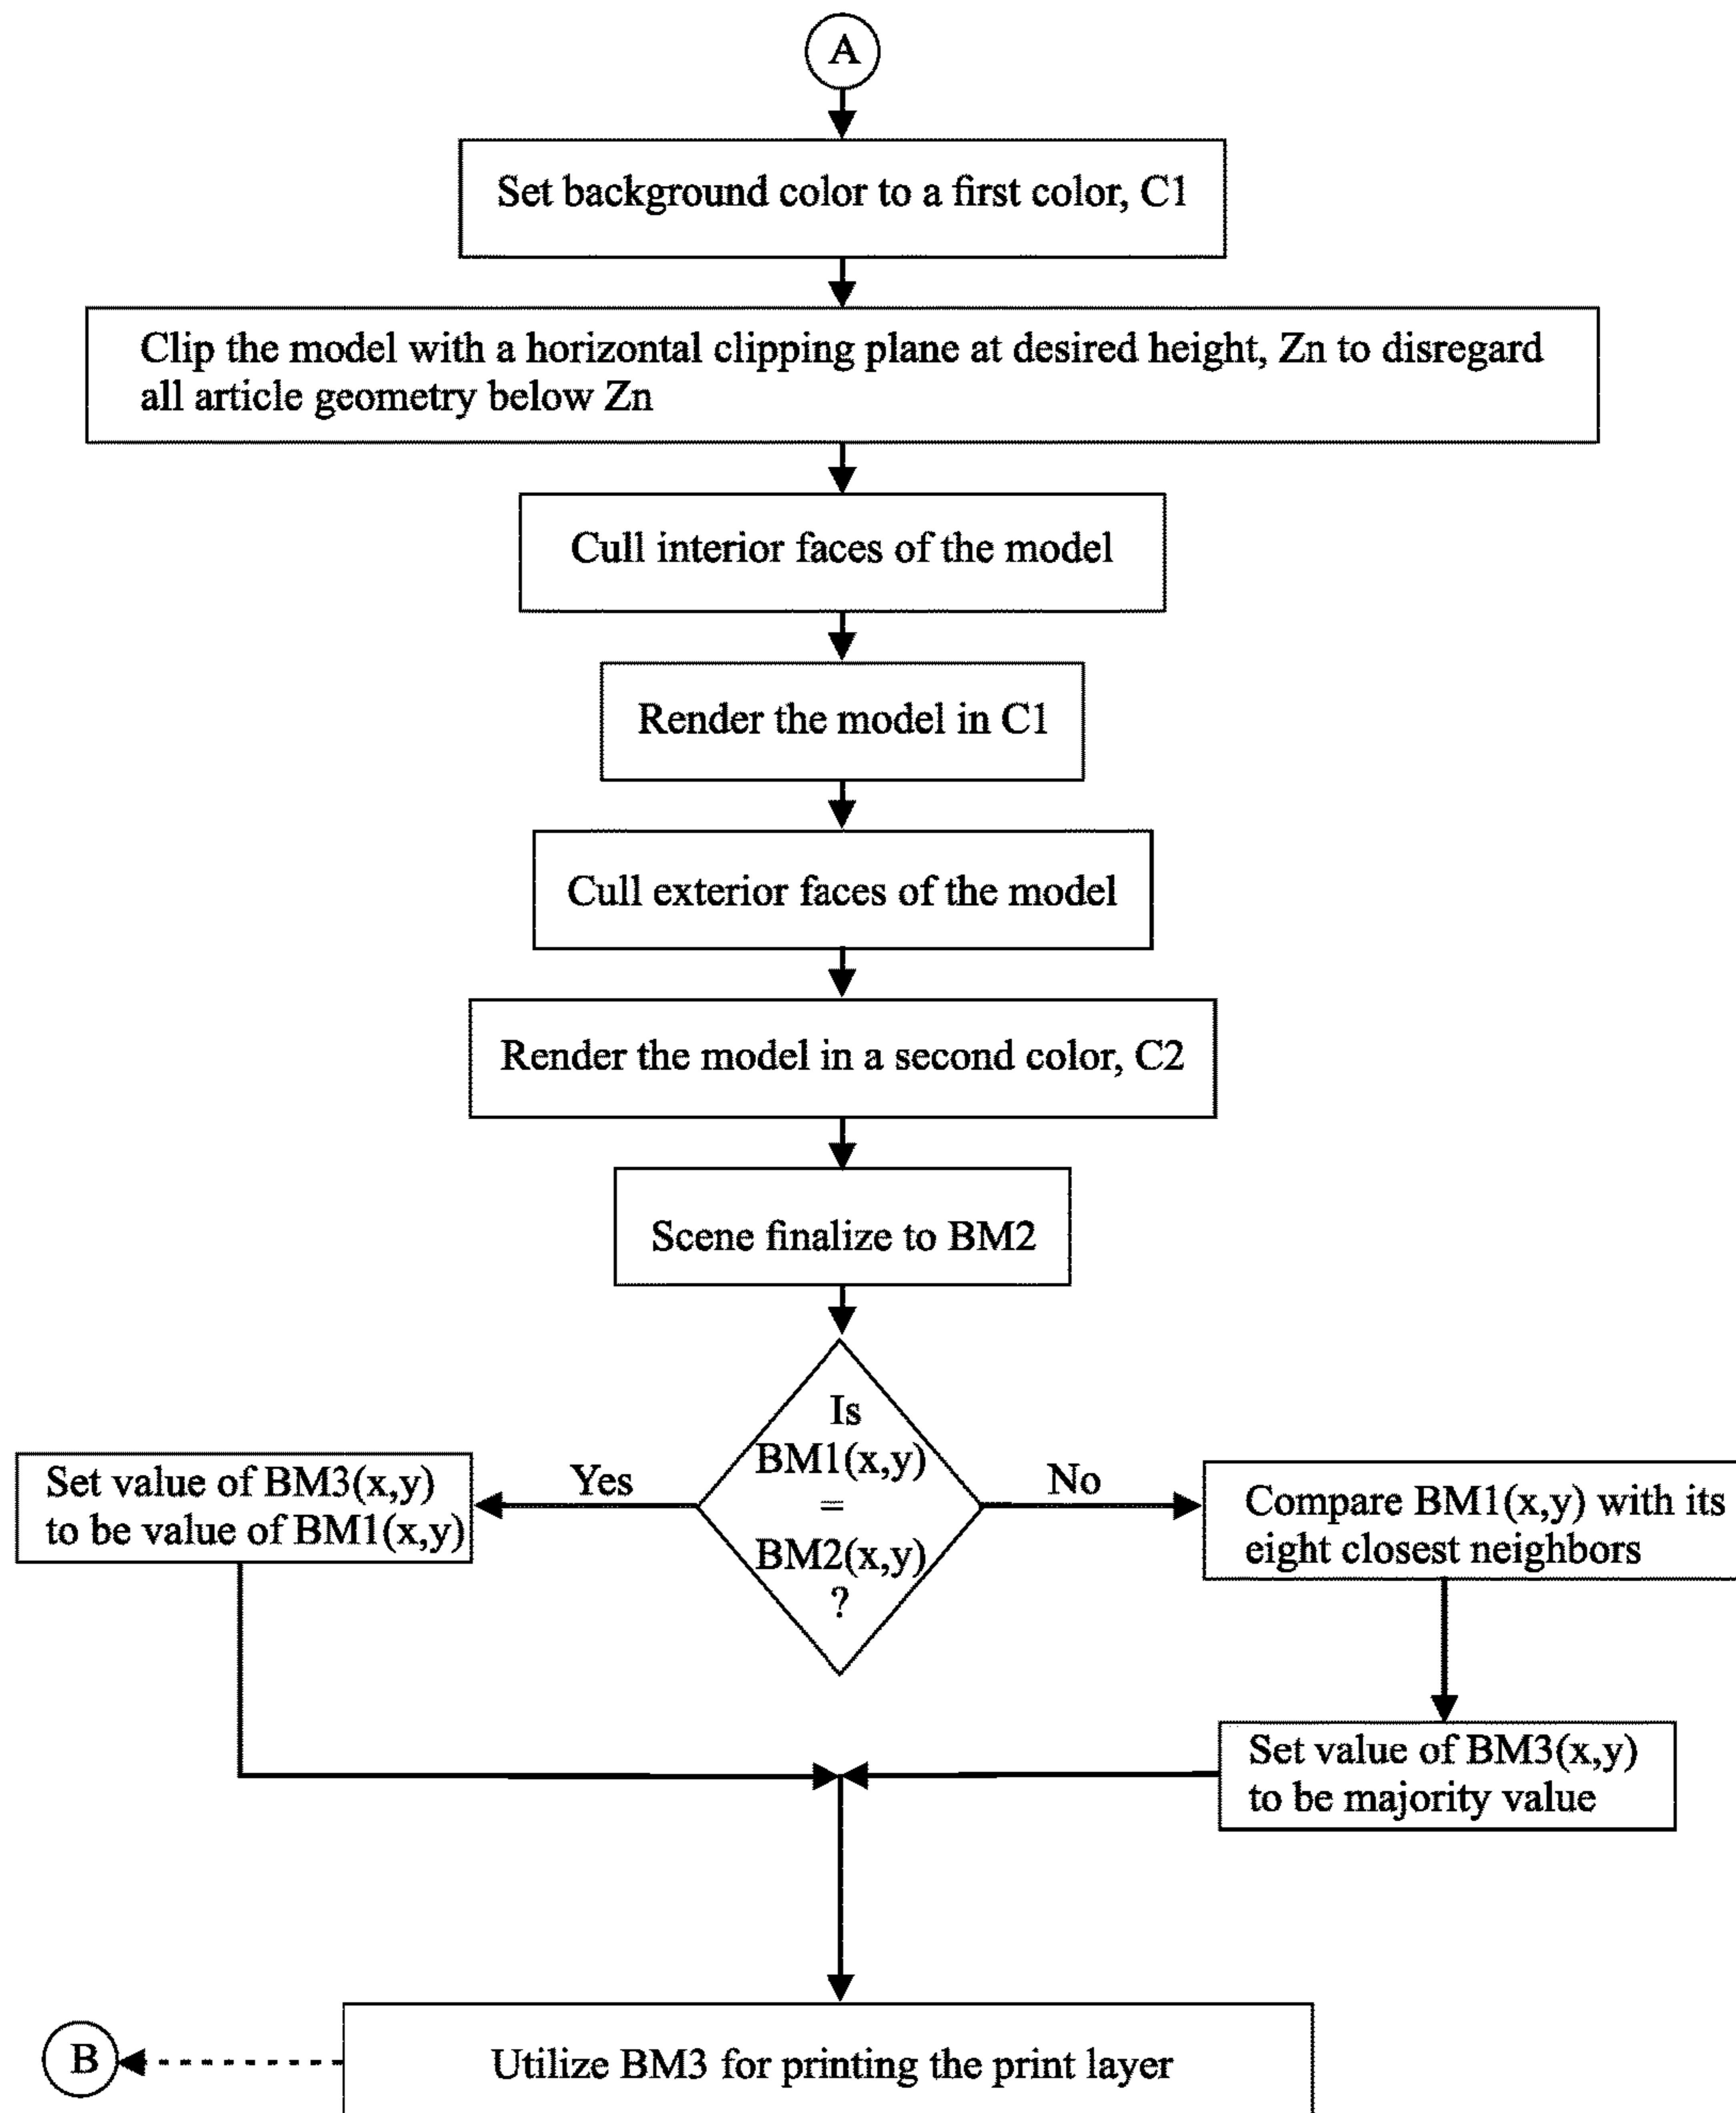 A
Set background color to a first color, C1
Clip the model with a horizontal clipping plane at desired height, Zn to disregard
all article geometry below Zn
Cull interior faces of the model
Render the model in C1
Cull exterior faces of the model
Render the model in a second color, C2
Scene finalize to BM2
Is
BM1(x,y)
=
BM2(x,y)
?
Yes
No
Set value of BM3(x,y)
to be value of BM1(x,y)
Compare BM1(x,y) with its
eight closest neighbors
Set value of BM3(x,y)
to be majority value
B
Utilize BM3 for printing the print layer